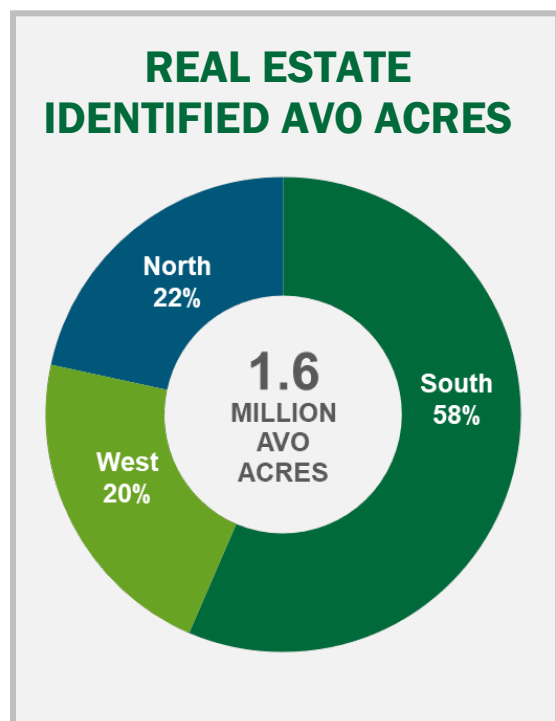 REAL ESTATE
IDENTIFIED AVO ACRES
North
22%
1.6
MILLION
AVO
ACRES
South
58%
West
20%